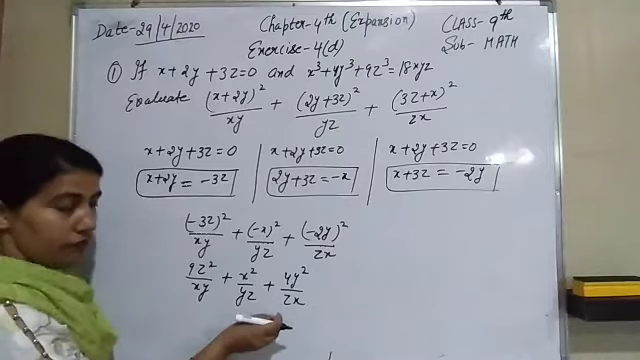 Date-29/4/2020 Chapter-4th (Expansion) CLASS-9th
Exercise-4(d) Sub- MATH
① If x+2y+3z=0 and x³+4y³+9z³=18xyz
Evaluate (x+2y)²/xy + (2y+3z)²/yz + (3z+x)²/zx
x+2y+3z=0 | x+2y+3z=0 | x+2y+3z=0
x+2y = -3z | 2y+3z=-x | x+3z = -2y
(-3z)²/xy + (-x)²/yz + (-2y)²/zx
9z²/xy + x²/yz + 4y²/zx